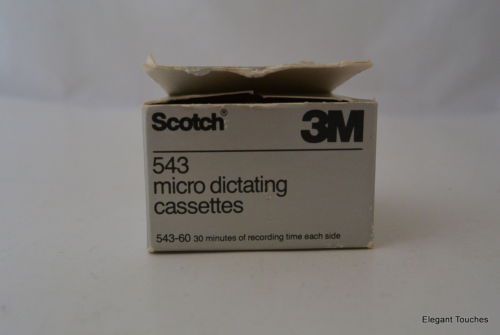 Scotch® 3M
543
micro dictating
cassettes
543-60 30 minutes of recording time each side
Elegant Touches